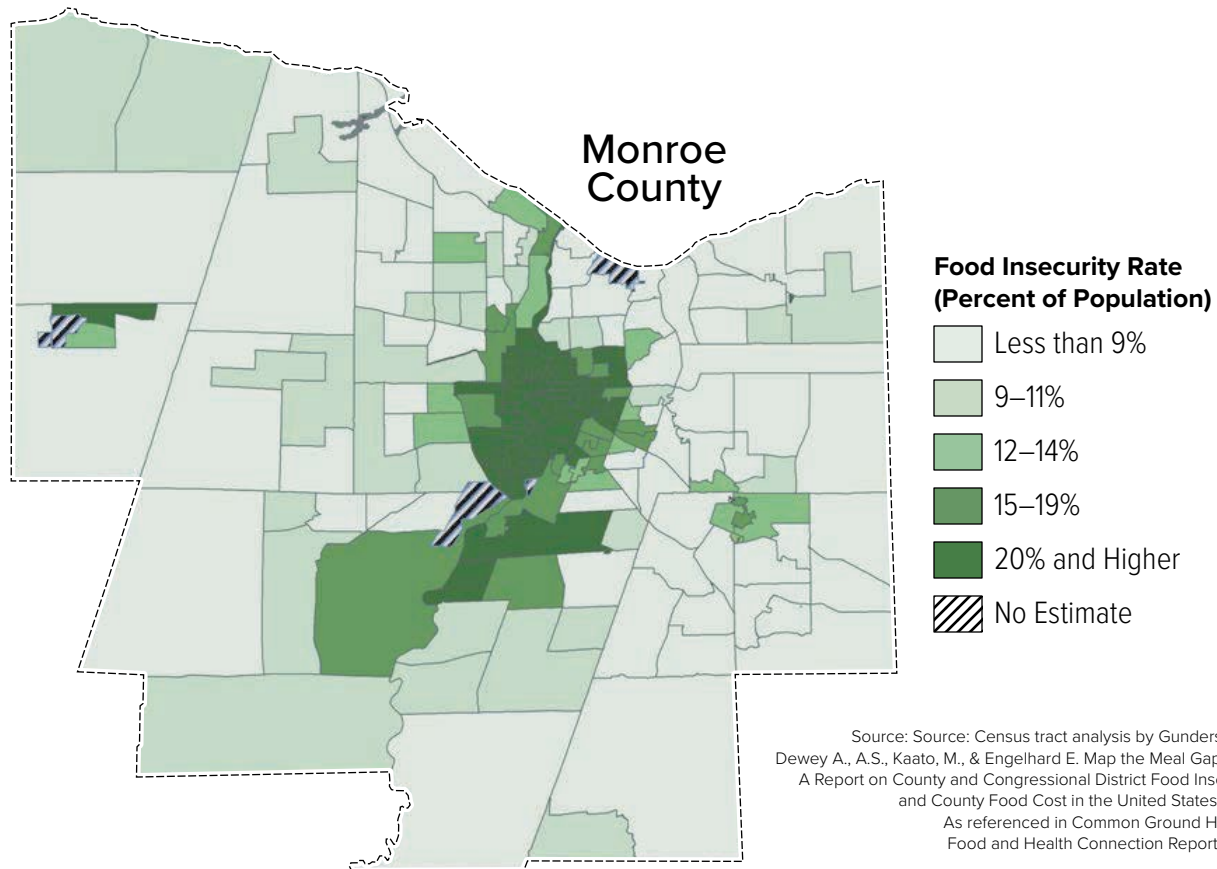 Monroe
County
Food Insecurity Rate
(Percent of Population)
Less than 9%
9–11%
12–14%
15–19%
20% and Higher
No Estimate
Source: Source: Census tract analysis by Gunders
Dewey A., A.S., Kaato, M., & Engelhard E. Map the Meal Gap
A Report on County and Congressional District Food Inse
and County Food Cost in the United States
As referenced in Common Ground H
Food and Health Connection Report